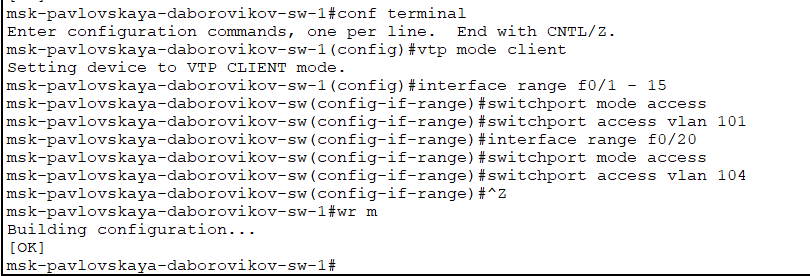 msk-pavlovskaya-daborovikov-sw-1#conf terminal
Enter configuration commands, one per line.  End with CNTL/Z.
msk-pavlovskaya-daborovikov-sw-1(config)#vtp mode client
Setting device to VTP CLIENT mode.
msk-pavlovskaya-daborovikov-sw-1(config)#interface range f0/1 - 15
msk-pavlovskaya-daborovikov-sw(config-if-range)#switchport mode access
msk-pavlovskaya-daborovikov-sw(config-if-range)#switchport access vlan 101
msk-pavlovskaya-daborovikov-sw(config-if-range)#interface range f0/20
msk-pavlovskaya-daborovikov-sw(config-if-range)#switchport mode access
msk-pavlovskaya-daborovikov-sw(config-if-range)#switchport access vlan 104
msk-pavlovskaya-daborovikov-sw(config-if-range)#^Z
msk-pavlovskaya-daborovikov-sw-1#wr m
Building configuration...
[OK]
msk-pavlovskaya-daborovikov-sw-1#